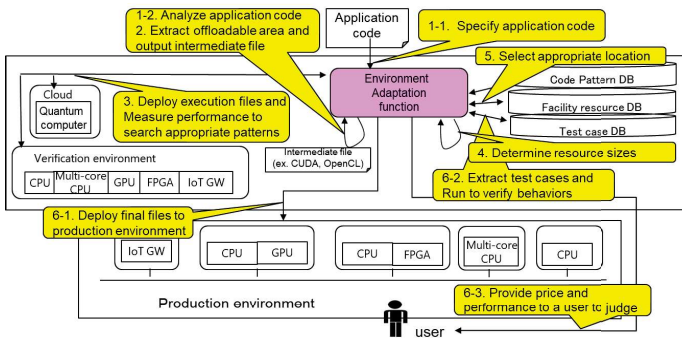 1-2. Analyze application code
2. Extract offloadable area and
output intermediate file
Application
code
1-1. Specify application code
5. Select appropriate location
Environment
Adaptation
function
Code Pattern DB
Facility resource DB
Test case DB
Cloud
Quantum
computer
3. Deploy execution files and
Measure performance to
search appropriate patterns
Intermediate file
(ex. CUDA, OpenCL)
4. Determine resource sizes
Verification environment
CPU
Multi-core
CPU
GPU
FPGA
IoT GW
6-2. Extract test cases and
Run to verify behaviors
6-1. Deploy final files to
production environment
IoT GW
CPU
GPU
CPU
FPGA
Multi-core
CPU
CPU
Production environment
6-3. Provide price and
performance to a user to judge
user